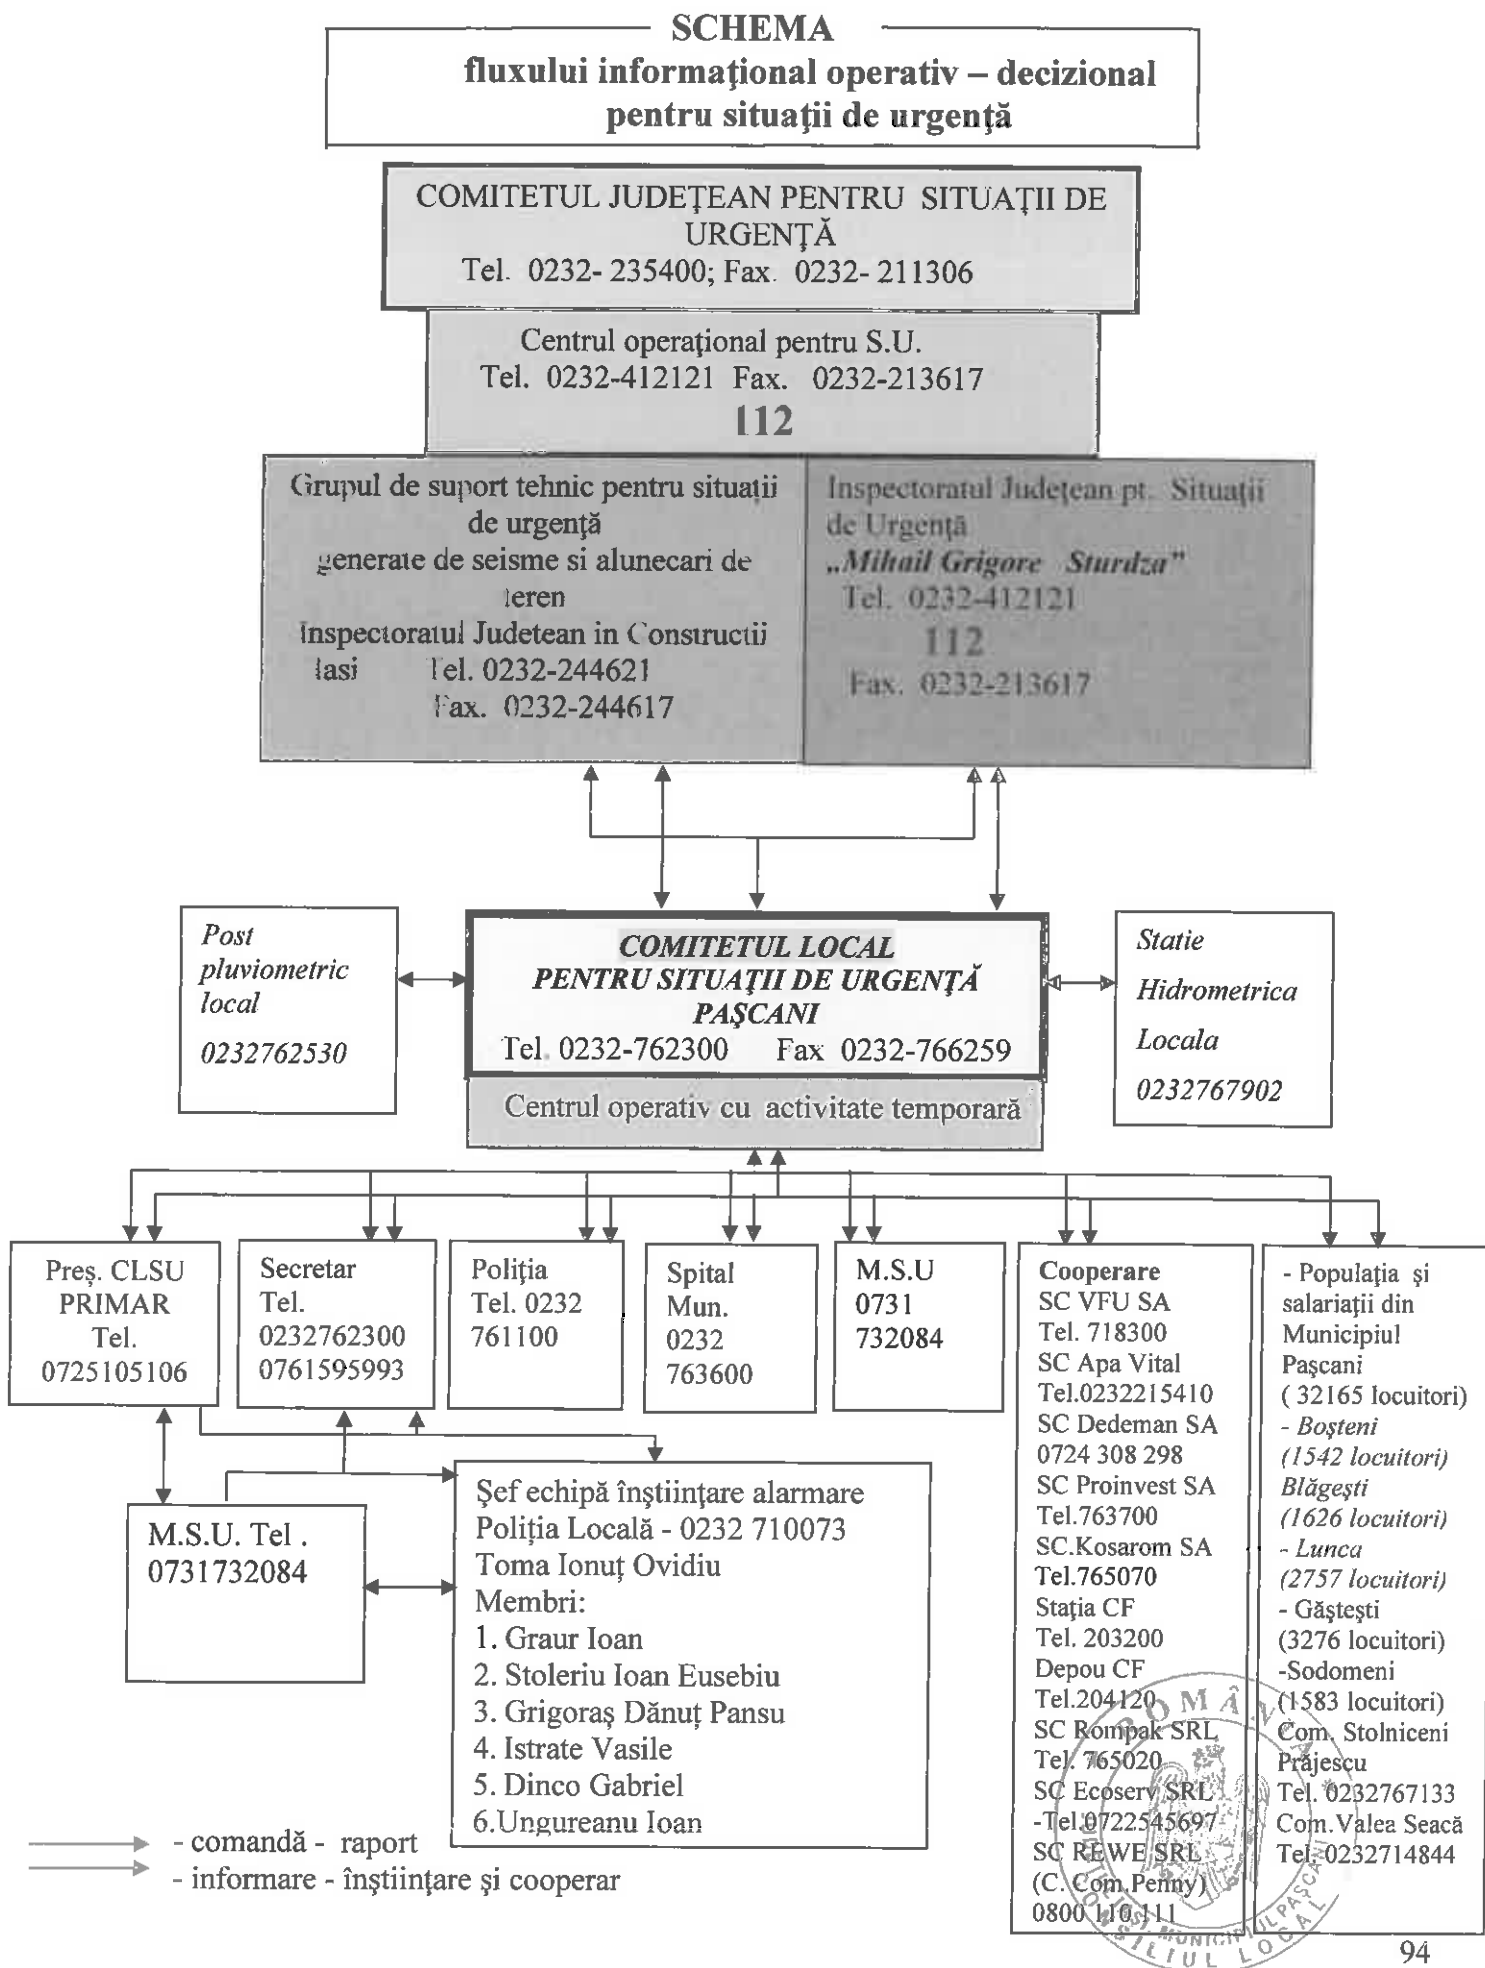 SCHEMA
fluxului informaţional operativ – decizional
pentru situaţii de urgenţă
COMITETUL JUDEŢEAN PENTRU SITUAŢII DE
URGENŢĂ
Tel. 0232- 235400; Fax. 0232- 211306
Centrul operaţional pentru S.U.
Tel. 0232-412121 Fax. 0232-213617
112
Grupul de suport tehnic pentru situaţii
de urgenţă
generate de seisme si alunecari de
teren
Inspectoratul Judetean in Constructii
Iasi Tel. 0232-244621
Fax. 0232-244617
Inspectoratul Judeţean pt. Situaţii
de Urgenţă
„Mihail Grigore Sturdza”
Tel. 0232-412121
112
Fax. 0232-213617
Post
pluviometric
local
0232762530
COMITETUL LOCAL
PENTRU SITUAŢII DE URGENŢĂ
PAŞCANI
Tel. 0232-762300 Fax 0232-766259
Centrul operativ cu activitate temporară
Statie
Hidrometrica
Locala
0232767902
Preş. CLSU
PRIMAR
Tel.
0725105106
Secretar
Tel.
0232762300
0761595993
Poliţia
Tel. 0232
761100
Spital
Mun.
0232
763600
M.S.U
0731
732084
Cooperare
SC VFU SA
Tel. 718300
SC Apa Vital
Tel.0232215410
SC Dedeman SA
0724 308 298
SC Proinvest SA
Tel.763700
SC.Kosarom SA
Tel.765070
Staţia CF
Tel. 203200
Depou CF
Tel.204120
SC Rompak SRL
Tel. 765020
SC Ecoserv SRL
-Tel.0722545697
SC REWE SRL
(C. Com.Penny)
0800 110 111
- Populaţia şi
salariaţii din
Municipiul
Paşcani
( 32165 locuitori)
- Boşteni
(1542 locuitori)
Blăgeşti
(1626 locuitori)
- Lunca
(2757 locuitori)
- Găşteşti
(3276 locuitori)
-Sodomeni
(1583 locuitori)
Com. Stolniceni
Prăjescu
Tel. 0232767133
Com.Valea Seacă
Tel. 0232714844
M.S.U. Tel .
0731732084
Şef echipă înştiinţare alarmare
Poliţia Locală - 0232 710073
Toma Ionuţ Ovidiu
Membri:
1. Graur Ioan
2. Stoleriu Ioan Eusebiu
3. Grigoraş Dănuţ Pansu
4. Istrate Vasile
5. Dinco Gabriel
6.Ungureanu Ioan
- comandă - raport
- informare - înştiinţare şi cooperar
ROMÂNIA
MUNICIPIUL PAŞCANI
CONSILIUL LOCAL
94